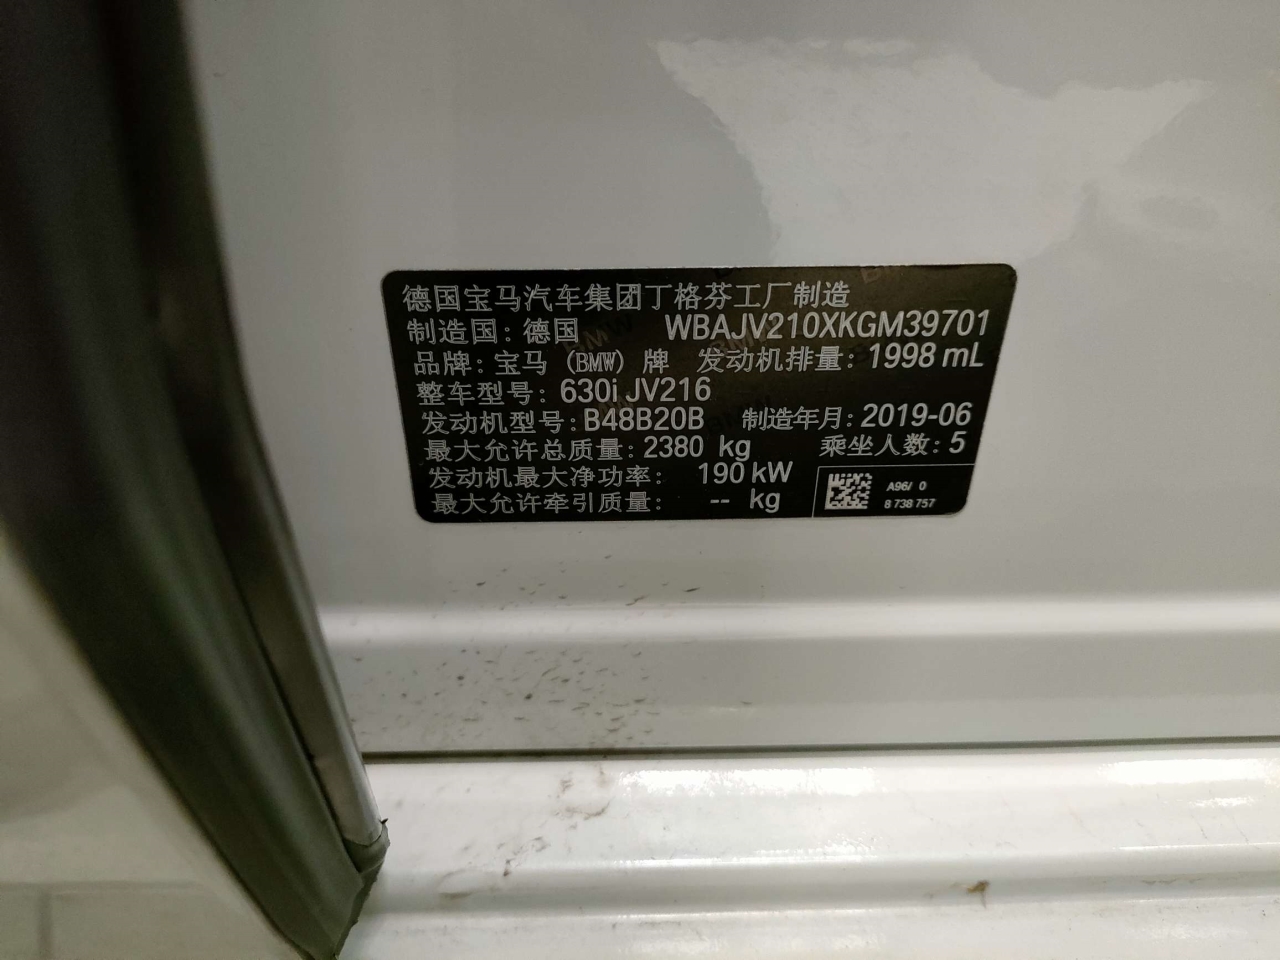 德国宝马汽车集团丁格芬工厂制造
制造国：德国 WBAJV210XKGM39701
品牌：宝马（BMW）牌 发动机排量：1998 mL
整车型号：630i JV216
发动机型号：B48B20B 制造年月：2019-06
最大允许总质量：2380 kg 乘坐人数：5
发动机最大净功率： 190 kW
最大允许牵引质量： -- kg
A96/ 0
8 738 757